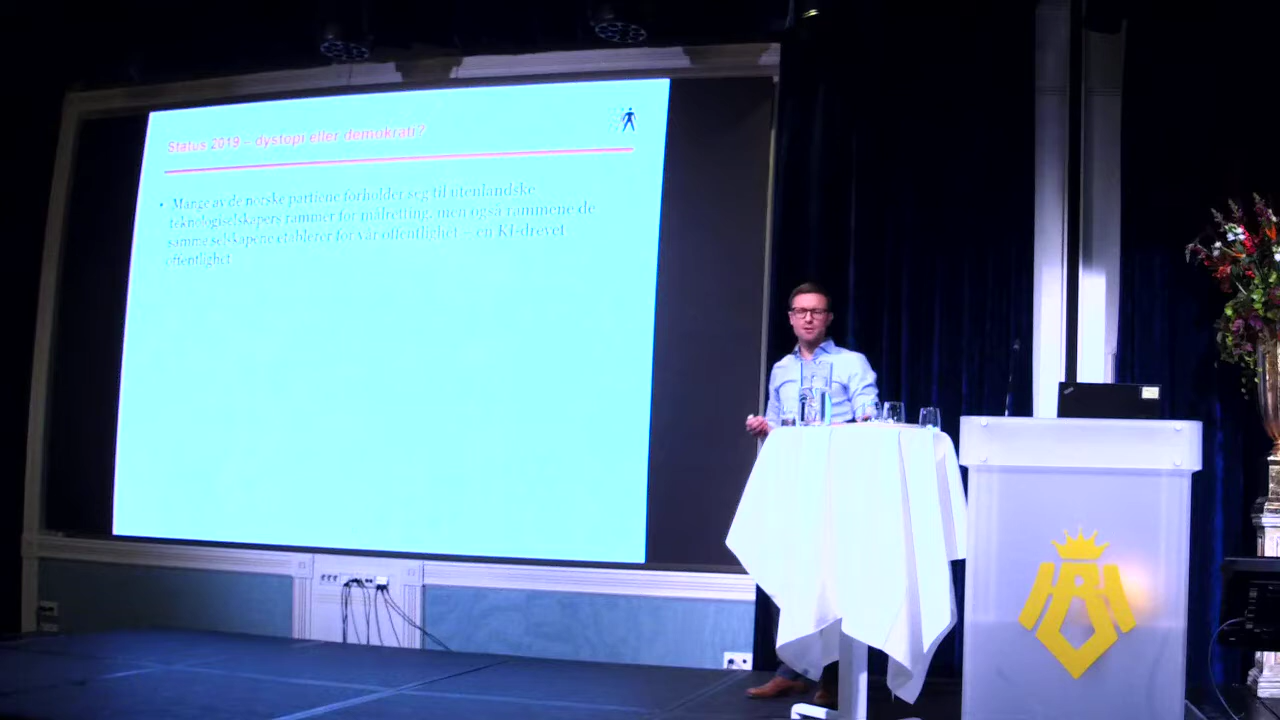 Status 2019 – dystopi eller demokrati?
• Mange av de norske partiene forholder seg til utenlandske
teknologiselskapers rammer for målretting, men også rammene de
samme selskapene etablerer for vår offentlighet – en KI-drevet
offentlighet